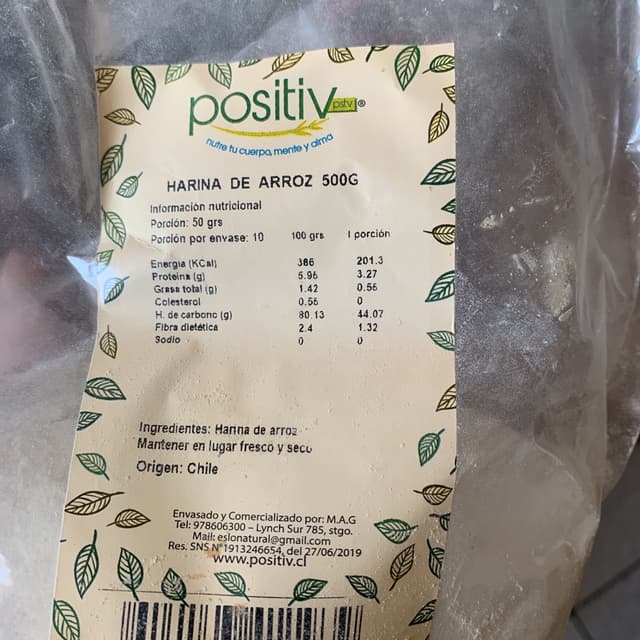 positiv pstv ®
nutre tu cuerpo, mente y alma
HARINA DE ARROZ 500G
Información nutricional
Porción: 50 grs
Porción por envase: 10 100 grs 1 porción
Energia (KCal) 386 201.3
Proteina (g) 5.96 3.27
Grasa total (g) 1.42 0.56
Colesterol 0.56 0
H. de carbono (g) 80.13 44.07
Fibra dietética 2.4 1.32
Sodio 0 0
Ingredientes: Harina de arroz
Mantener en lugar fresco y seco
Origen: Chile
Envasado y Comercializado por: M.A.G
Tel: 978606300 – Lynch Sur 785, stgo.
Mail: eslonatural@gmail.com
Res. SNS N°1913246654, del 27/06/2019
www.positiv.cl